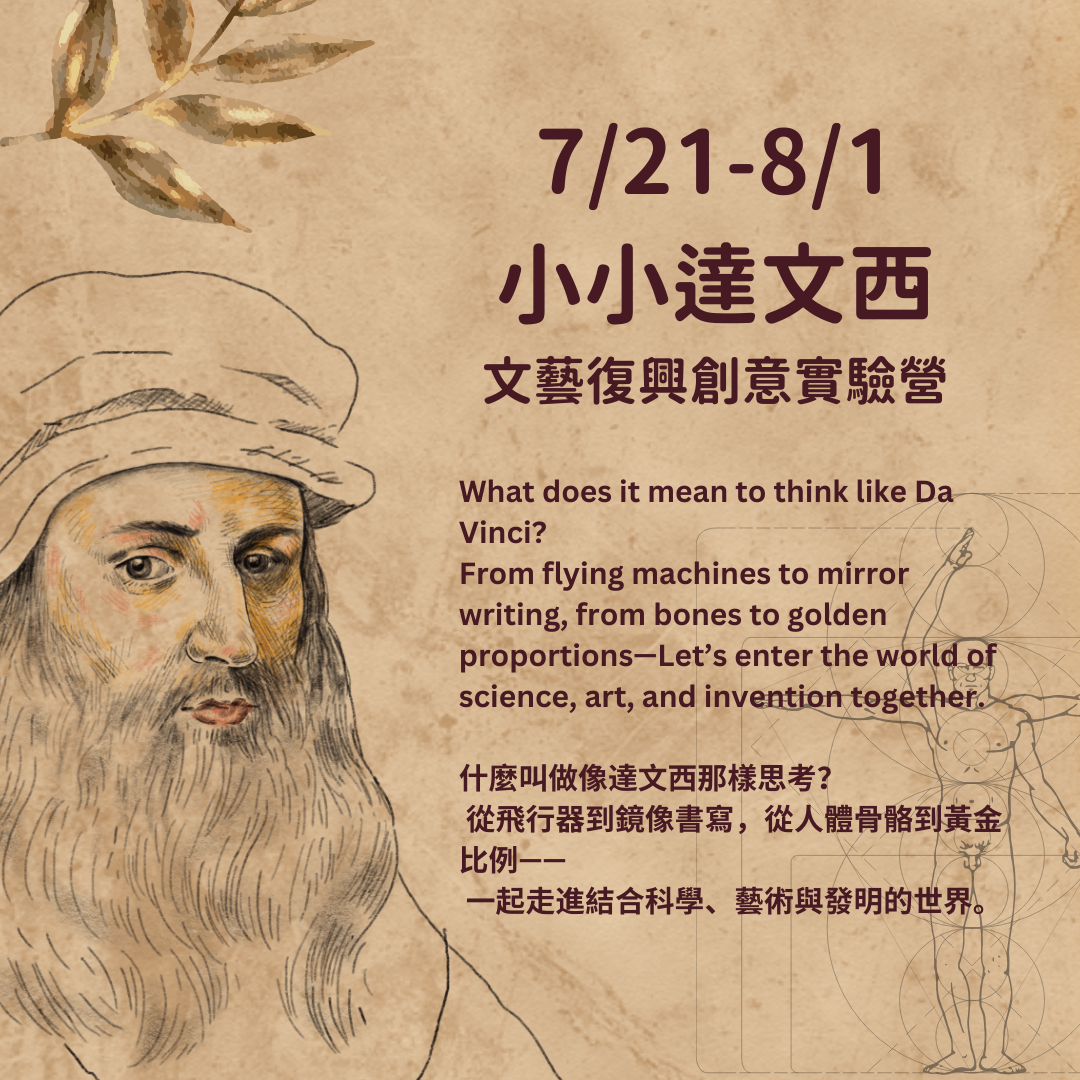 7/21-8/1
小小達文西
文藝復興創意實驗營
What does it mean to think like Da
Vinci?
From flying machines to mirror
writing, from bones to golden
proportions—Let’s enter the world of
science, art, and invention together.
什麼叫做像達文西那樣思考？
從飛行器到鏡像書寫，從人體骨骼到黃金
比例——
一起走進結合科學、藝術與發明的世界。